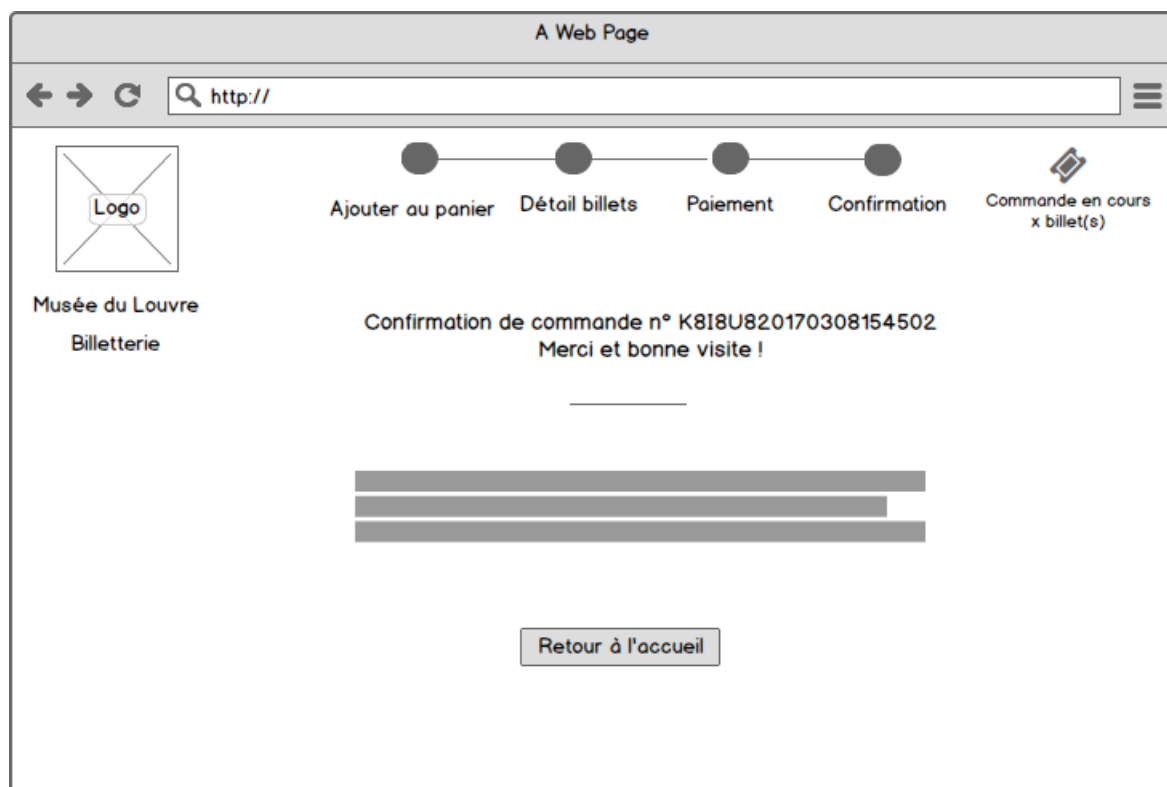 A Web Page
http://
Logo
Musée du Louvre
Billetterie
Ajouter au panier
Détail billets
Paiement
Confirmation
Commande en cours
x billet(s)
Confirmation de commande n° K8I8U820170308154502
Merci et bonne visite !
Retour à l'accueil